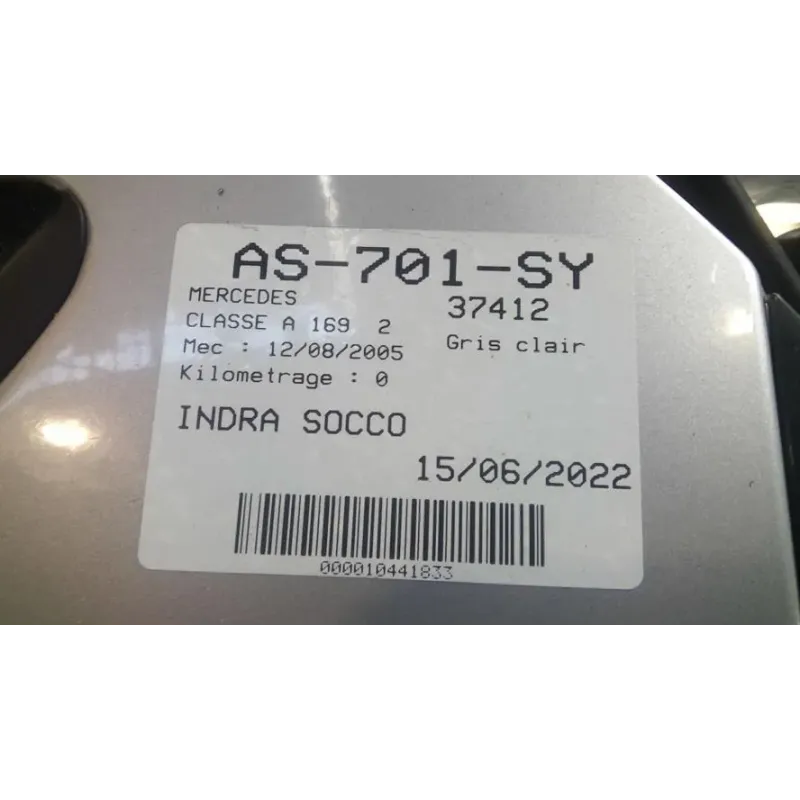 AS-701-SY
MERCEDES 37412
CLASSE A 169 2
Mec : 12/08/2005 Gris clair
Kilometrage : 0
INDRA SOCCO
15/06/2022
000010441833